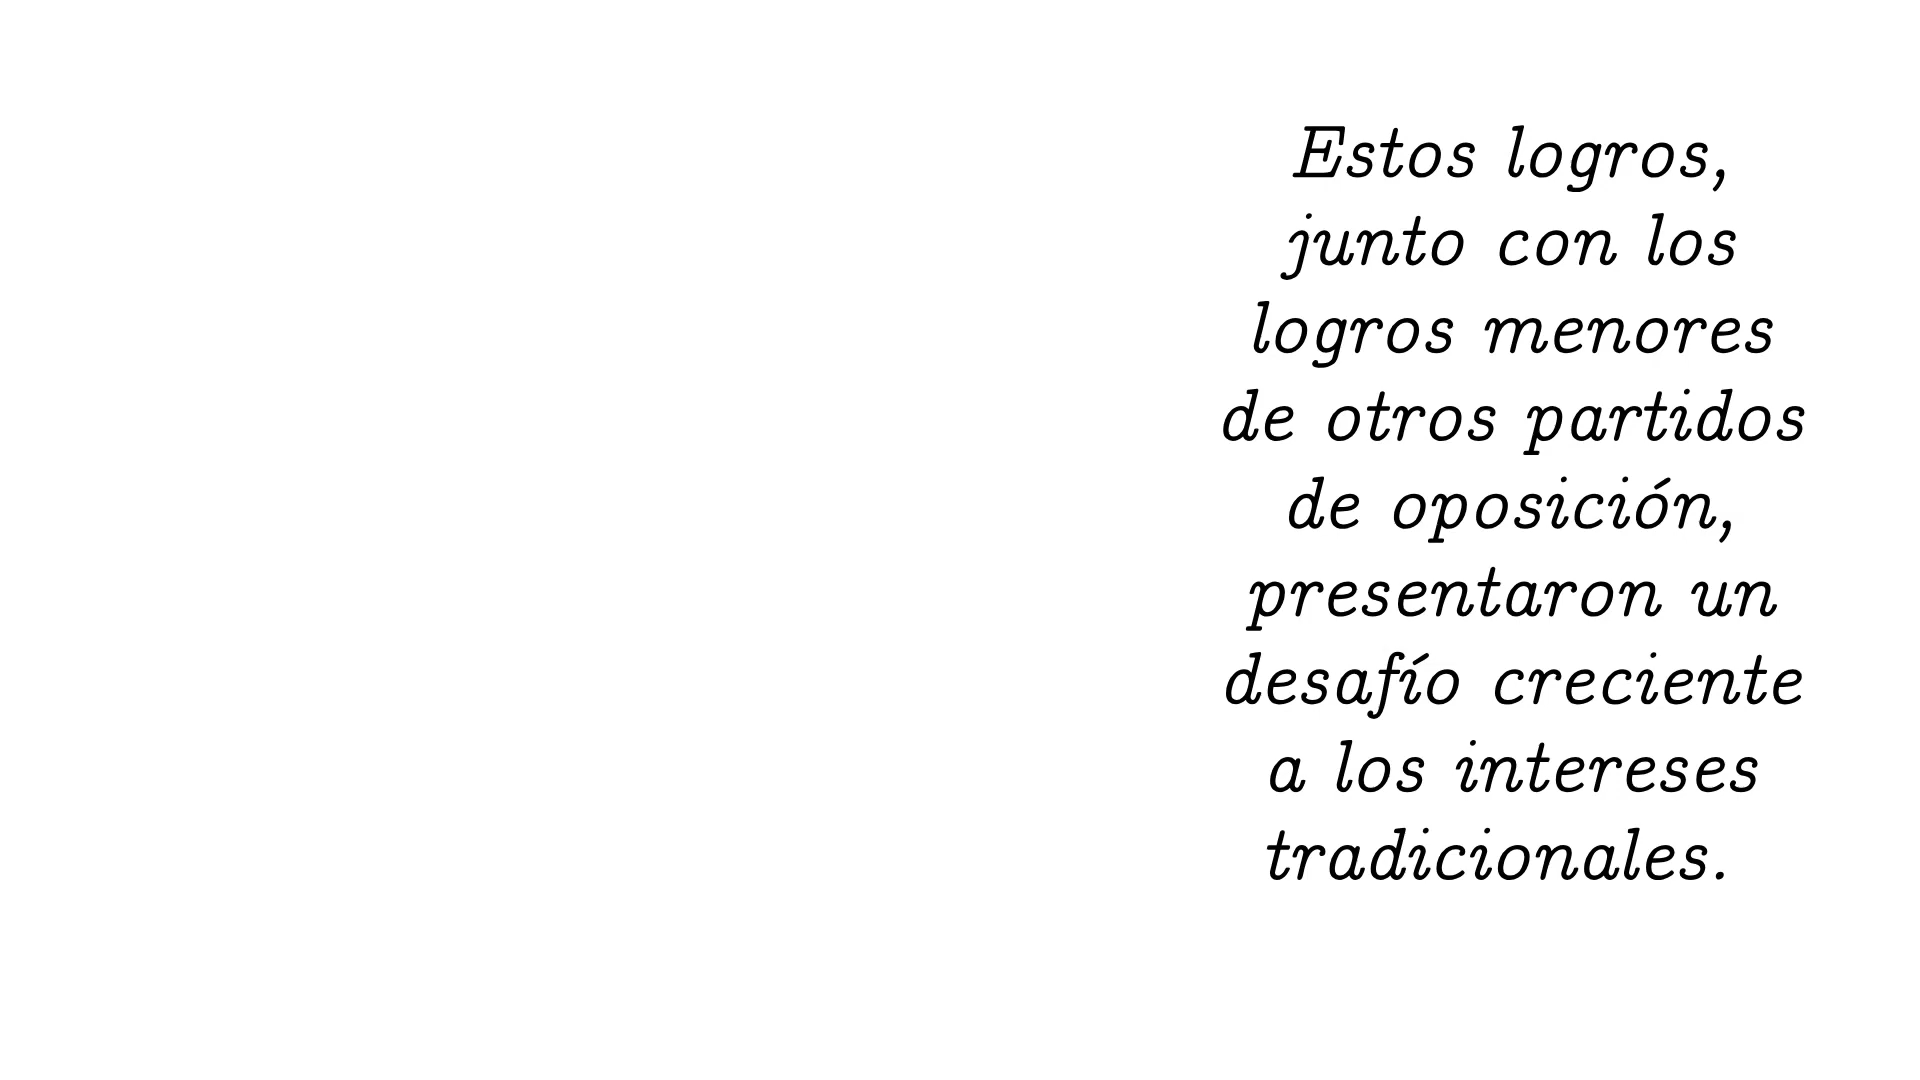 Estos logros,
junto con los
logros menores
de otros partidos
de oposición,
presentaron un
desafío creciente
a los intereses
tradicionales.